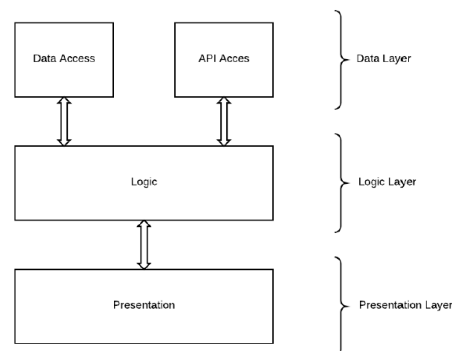 Data Access
API Acces
Data Layer
Logic
Logic Layer
Presentation
Presentation Layer